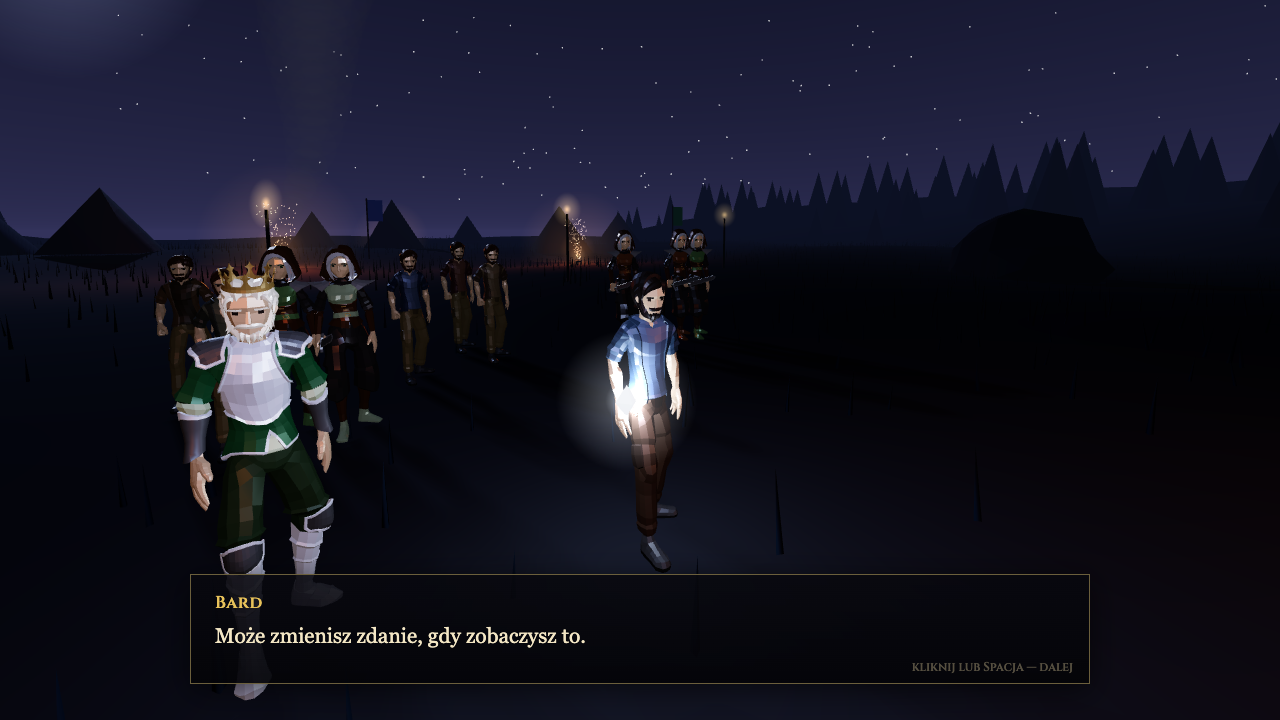 Bard
Może zmienisz zdanie, gdy zobaczysz to.
kliknij lub Spacja — dalej